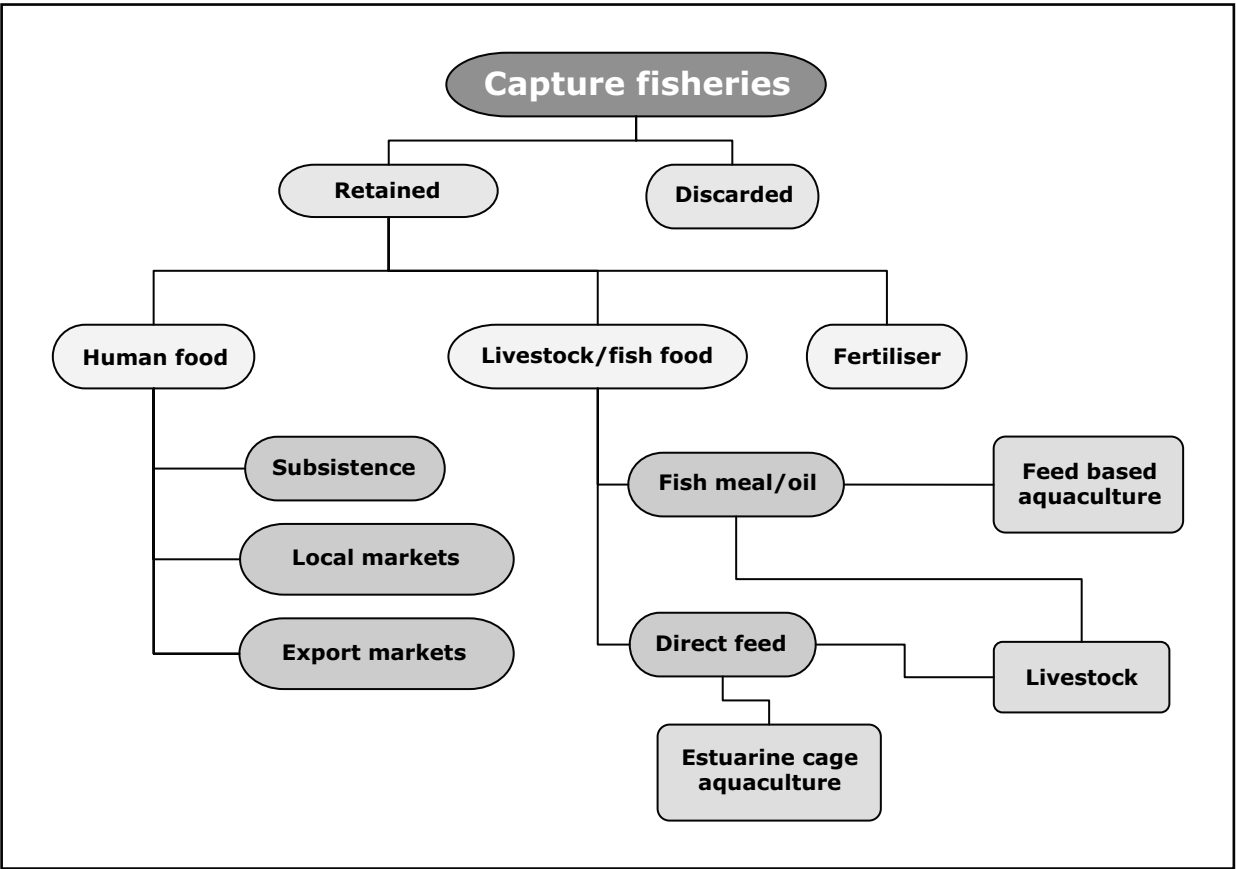 Capture fisheries
Retained
Discarded
Human food
Livestock/fish food
Fertiliser
Subsistence
Fish meal/oil
Feed based
aquaculture
Local markets
Export markets
Direct feed
Livestock
Estuarine cage
aquaculture